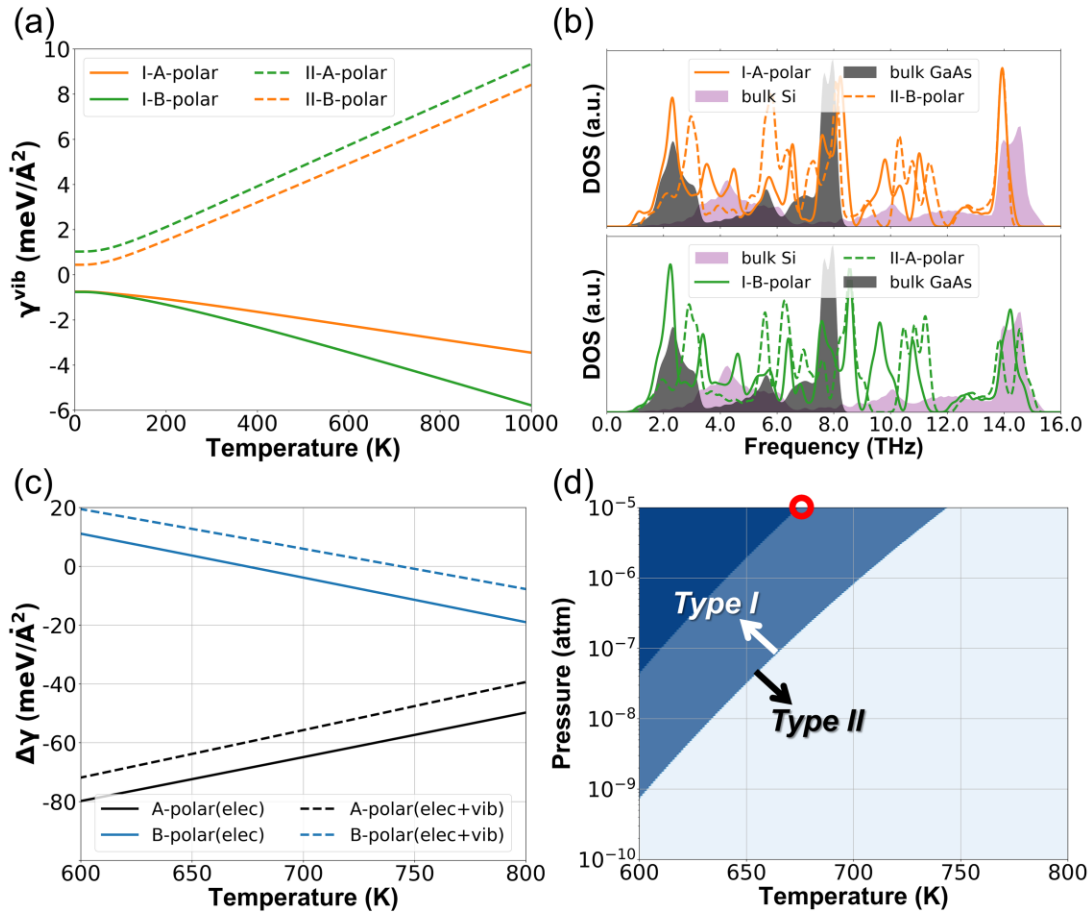 (a)
10
8
6
4
2
0
-2
-4
-6
γ^vib (meV/Å²)
I-A-polar
I-B-polar
II-A-polar
II-B-polar
0 200 400 600 800 1000
Temperature (K)
(b)
DOS (a.u.)
I-A-polar
bulk Si
bulk GaAs
II-B-polar
DOS (a.u.)
bulk Si
I-B-polar
II-A-polar
bulk GaAs
0.0 2.0 4.0 6.0 8.0 10.0 12.0 14.0 16.0
Frequency (THz)
(c)
20
0
-20
-40
-60
-80
Δγ (meV/Å²)
A-polar(elec)
B-polar(elec)
A-polar(elec+vib)
B-polar(elec+vib)
600 650 700 750 800
Temperature (K)
(d)
10⁻⁵
10⁻⁶
10⁻⁷
10⁻⁸
10⁻⁹
10⁻¹⁰
Pressure (atm)
Type I
Type II
600 650 700 750 800
Temperature (K)